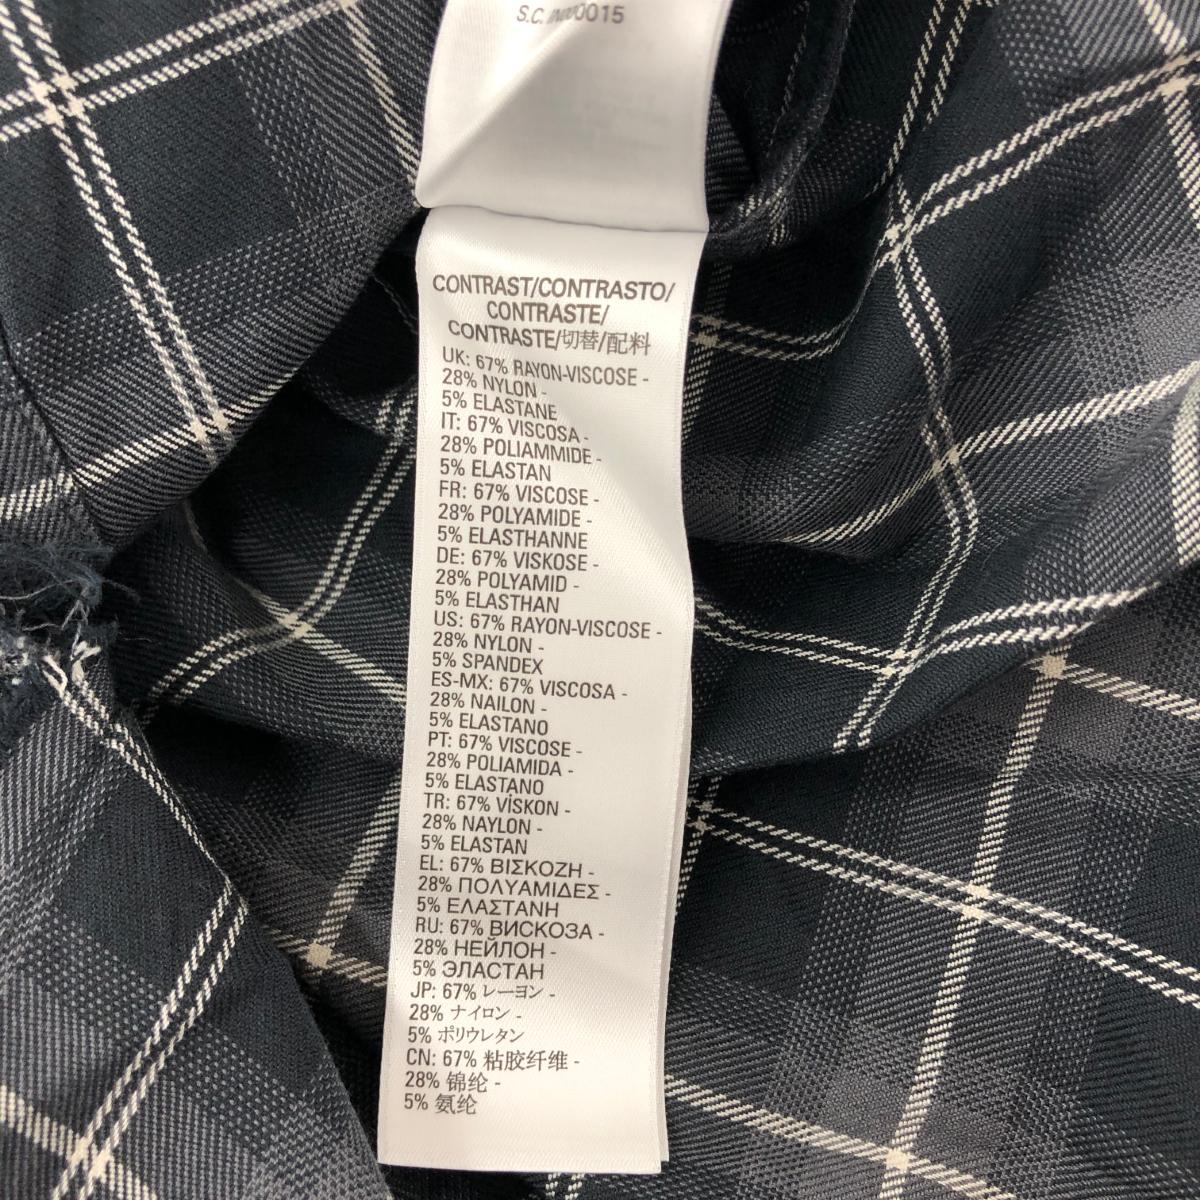 S.C. 
CONTRAST/CONTRASTO/
CONTRASTE/
CONTRASTE/切替/配料
UK: 67% RAYON-VISCOSE -
28% NYLON -
5% ELASTANE
IT: 67% VISCOSA -
28% POLIAMMIDE -
5% ELASTAN
FR: 67% VISCOSE -
28% POLYAMIDE -
5% ELASTHANNE
DE: 67% VISKOSE -
28% POLYAMID -
5% ELASTHAN
US: 67% RAYON-VISCOSE -
28% NYLON -
5% SPANDEX
ES-MX: 67% VISCOSA -
28% NAILON -
5% ELASTANO
PT: 67% VISCOSE -
28% POLIAMIDA -
5% ELASTANO
TR: 67% VİSKON -
28% NAYLON -
5% ELASTAN
EL: 67% ΒΙΣΚΟΖΗ -
28% ΠΟΛΥΑΜΙΔΕΣ -
5% ΕΛΑΣΤΑΝΗ
RU: 67% ВИСКОЗА -
28% НЕЙЛОН -
5% ЭЛАСТАН
JP: 67% レーヨン -
28% ナイロン -
5% ポリウレタン
CN: 67% 粘胶纤维 -
28% 锦纶 -
5% 氨纶